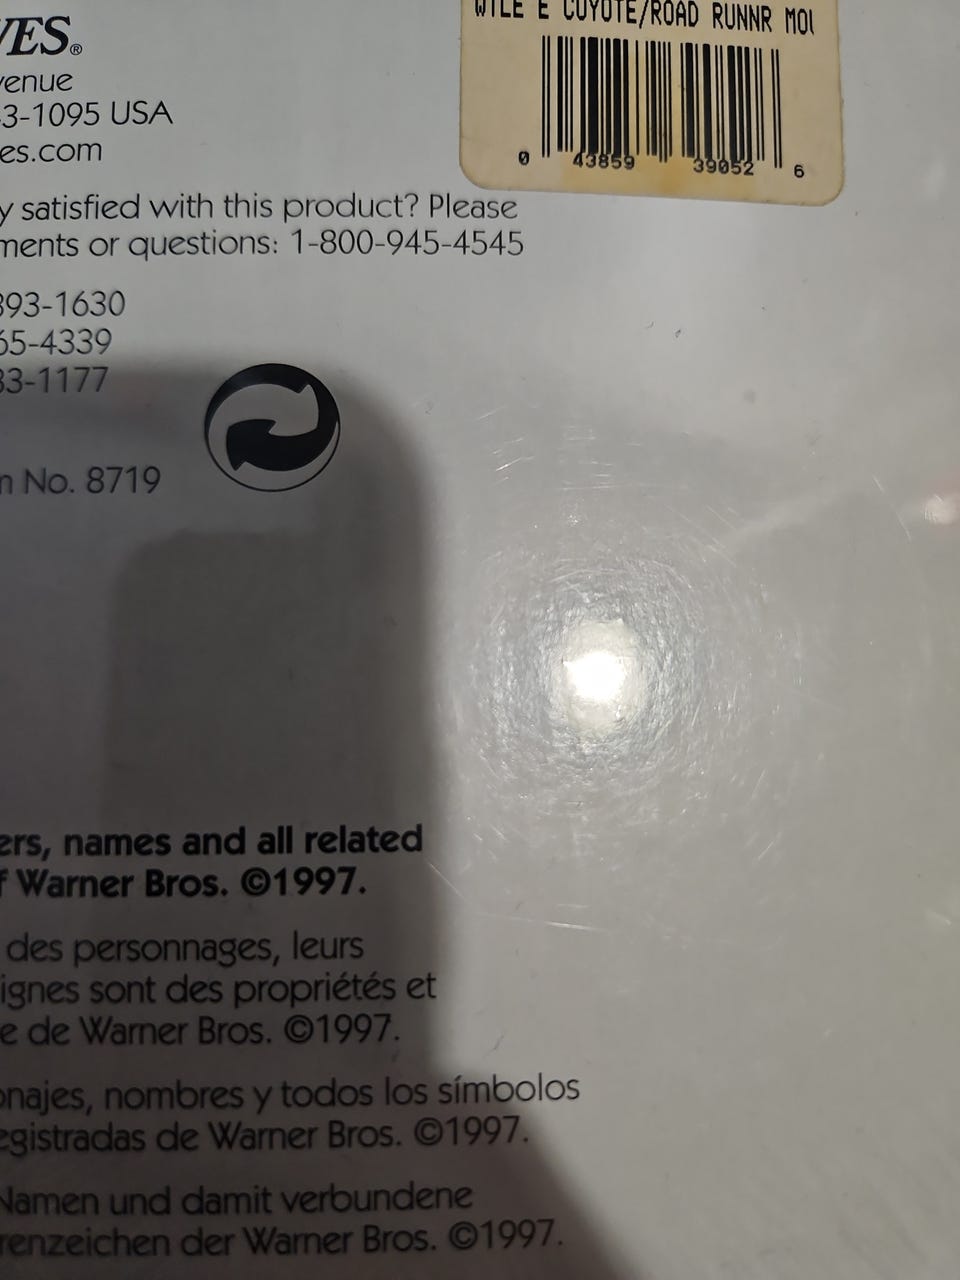 WILE E COYOTE/ROAD RUNNR MOU
0 43859 39052 6
VES®
venue
3-1095 USA
es.com
y satisfied with this product? Please
ments or questions: 1-800-945-4545
893-1630
65-4339
33-1177
n No. 8719
ers, names and all related
f Warner Bros. ©1997.
des personnages, leurs
ignes sont des propriétés et
e de Warner Bros. ©1997.
onajes, nombres y todos los símbolos
egistradas de Warner Bros. ©1997.
Namen und damit verbundene
renzeichen der Warner Bros. ©1997.